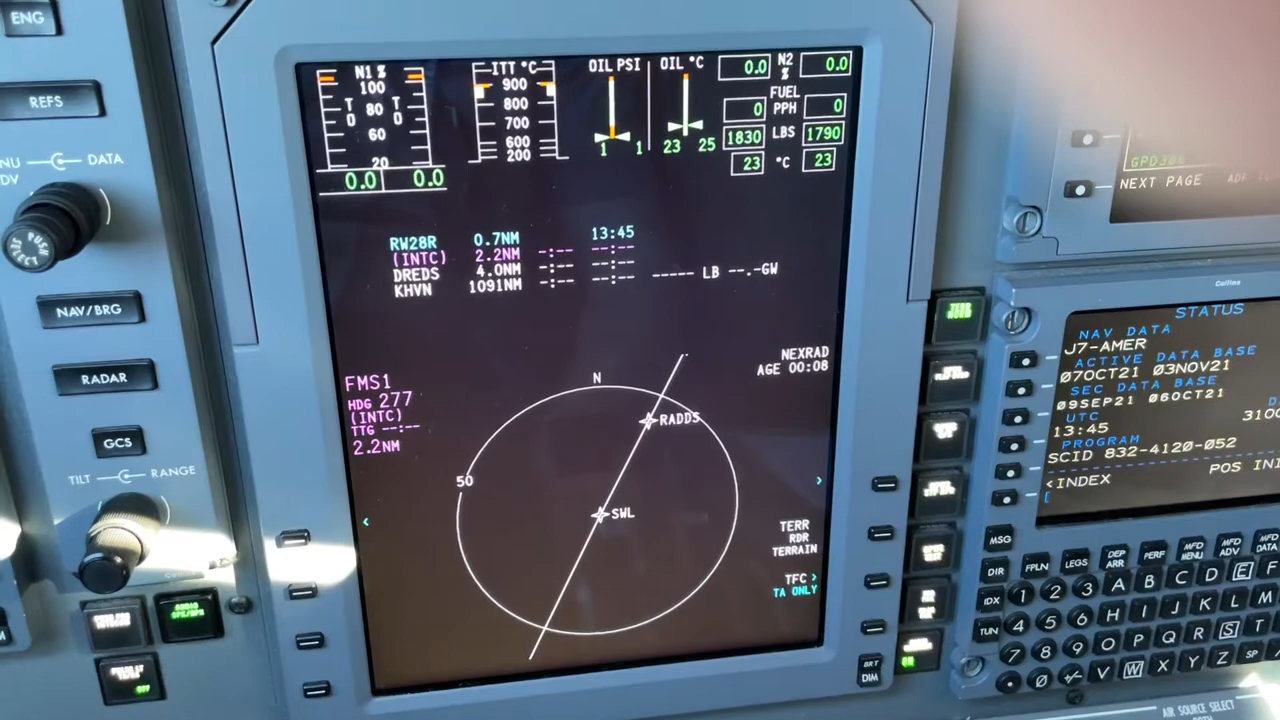 ENG
REFS
DATA
PUSH
SELECT
NAV/BRG
RADAR
GCS
TILT
RANGE
N1 %
100
T 80 T
O O
60
20
0.0 0.0
ITT °C
900
800
700
600
200
OIL PSI
1 1
OIL °C
23 25
0.0 N2 0.0
%
FUEL
0 PPH 0
1830 LBS 1790
23 °C 23
13:45
RW28R 0.7NM
(INTC) 2.2NM -:-- -:--
DREDS 4.0NM -:-- -:--
KHVN 1091NM -:-- -:-- ----- LB --.-GW
NEXRAD
AGE 00:08
FMS1
HDG 277
(INTC)
TTG --:--
2.2NM
N
RADDS
50
SWL
<
>
TERR
RDR
TERRAIN
TFC >
TA ONLY
BRT
DIM
NEXT PAGE
Collins
STATUS
NAV DATA
J7-AMER
ACTIVE DATA BASE
07OCT21 03NOV21
SEC DATA BASE
09SEP21 06OCT21
UTC
13:45 3100
PROGRAM
SCID 832-4120-052
<INDEX POS INI
MSG
DIR FPLN LEGS DEP ARR PERF MFD MENU MFD ADV MFD DATA
IDX 1 2 3 A B C D E F
TUN 4 5 6 H I J K L M
7 8 9 O P Q R S T
. 0 +/- V W X Y Z SP
AIR SOURCE SELECT